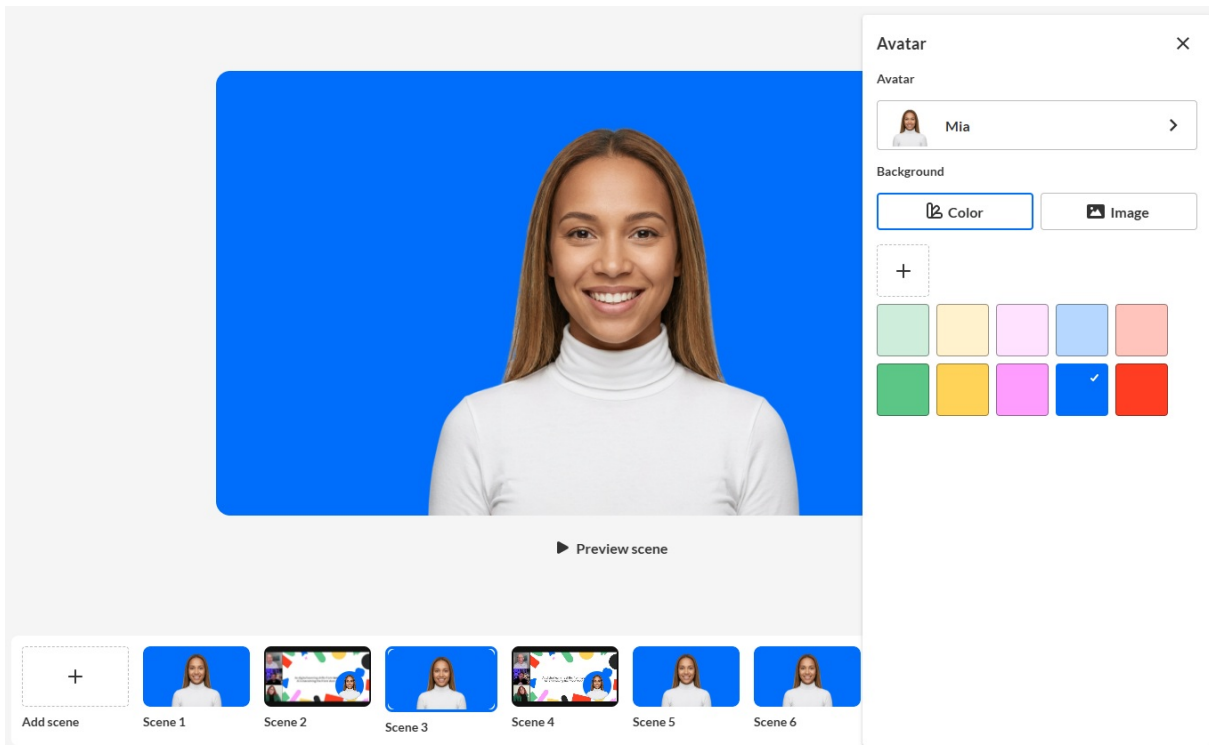 Avatar
Avatar
Mia
Background
Color
Image
Preview scene
Add scene
Scene 1
Scene 2
Scene 3
Scene 4
Scene 5
Scene 6